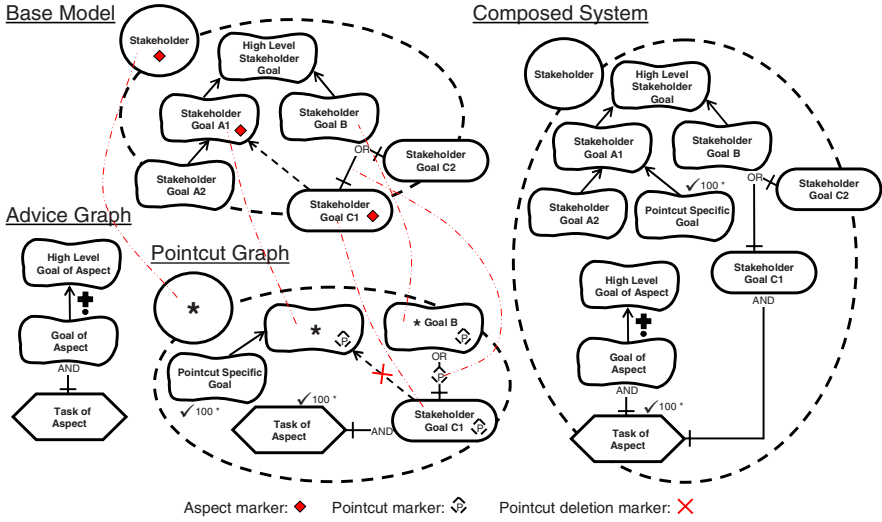 Base Model
Stakeholder
High Level
Stakeholder
Goal
Stakeholder
Goal A1
Stakeholder
Goal B
OR
Stakeholder
Goal A2
Stakeholder
Goal C2
Stakeholder
Goal C1
Advice Graph
High Level
Goal of Aspect
Goal of
Aspect
AND
Task of
Aspect
Pointcut Graph
*
*
P
* Goal B
P
OR
P
Pointcut Specific
Goal
100 *
100 *
Task of
Aspect
AND
Stakeholder
Goal C1
P
Composed System
Stakeholder
High Level
Stakeholder
Goal
Stakeholder
Goal A1
Stakeholder
Goal B
OR
100 *
Stakeholder
Goal A2
Pointcut Specific
Goal
Stakeholder
Goal C2
Stakeholder
Goal C1
AND
High Level
Goal of Aspect
Goal of
Aspect
AND
100 *
Task of
Aspect
Aspect marker: Pointcut marker: P Pointcut deletion marker: